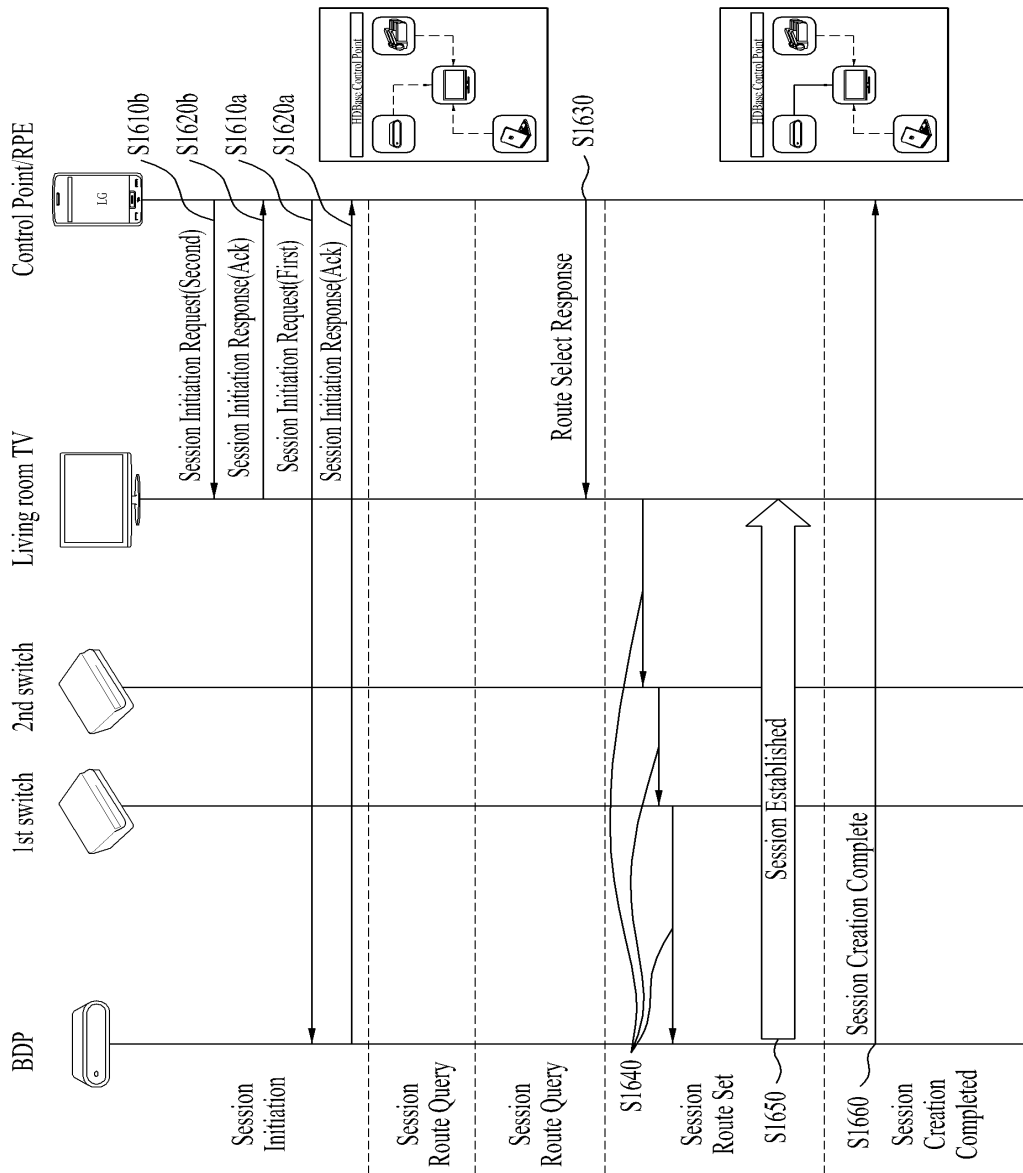 BDP
1st switch
2nd switch
Living room TV
Control Point/RPE
LG
Session
Initiation
Session Initiation Request(Second)
S1610b
Session Initiation Response(Ack)
S1620b
Session Initiation Request(First)
S1610a
Session Initiation Response(Ack)
S1620a
HDBase Control Point
Session
Route Query
Session
Route Query
Route Select Response
S1630
S1640
Session
Route Set
S1650
Session Established
HDBase Control Point
S1660
Session Creation Complete
Session
Creation
Completed